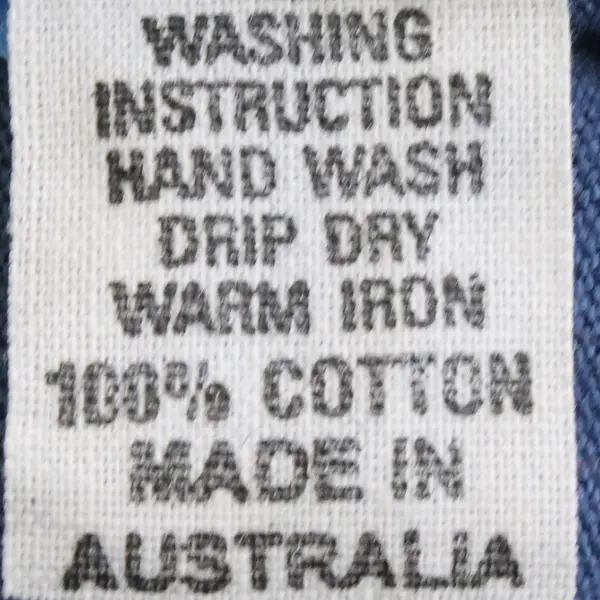 WASHING
INSTRUCTION
HAND WASH
DRIP DRY
WARM IRON
100% COTTON
MADE IN
AUSTRALIA